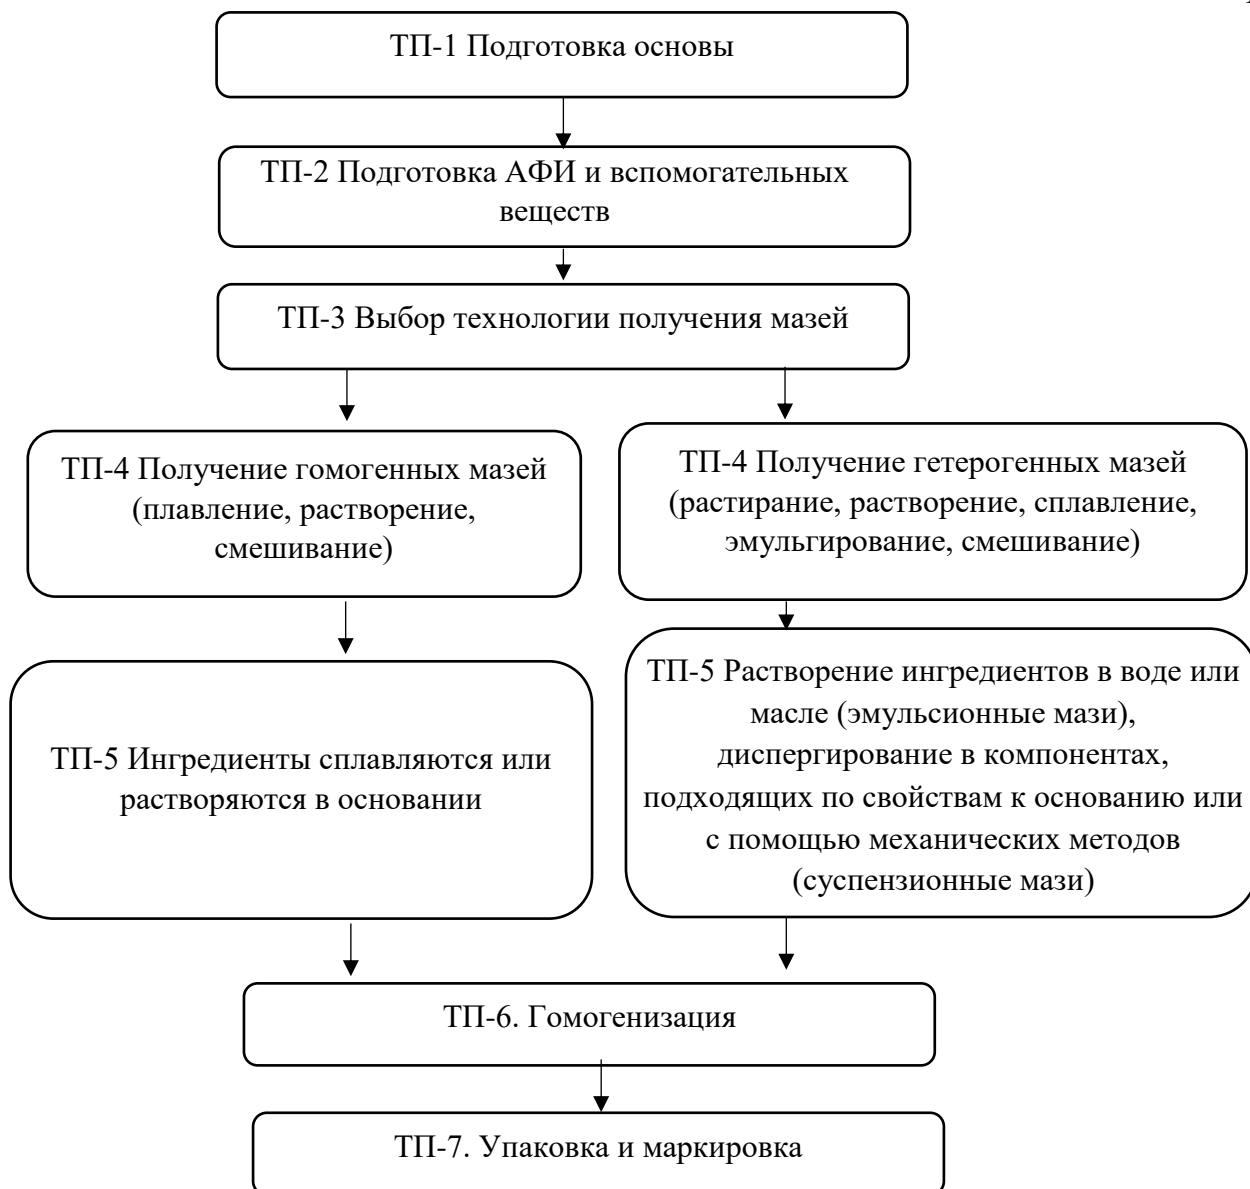 ТП-1 Подготовка основы
ТП-2 Подготовка АФИ и вспомогательных
веществ
ТП-3 Выбор технологии получения мазей
ТП-4 Получение гомогенных мазей
(плавление, растворение,
смешивание)
ТП-4 Получение гетерогенных мазей
(растирание, растворение, сплавление,
эмульгирование, смешивание)
ТП-5 Ингредиенты сплавляются или
растворяются в основании
ТП-5 Растворение ингредиентов в воде или
масле (эмульсионные мази),
диспергирование в компонентах,
подходящих по свойствам к основанию или
с помощью механических методов
(суспензионные мази)
ТП-6. Гомогенизация
ТП-7. Упаковка и маркировка